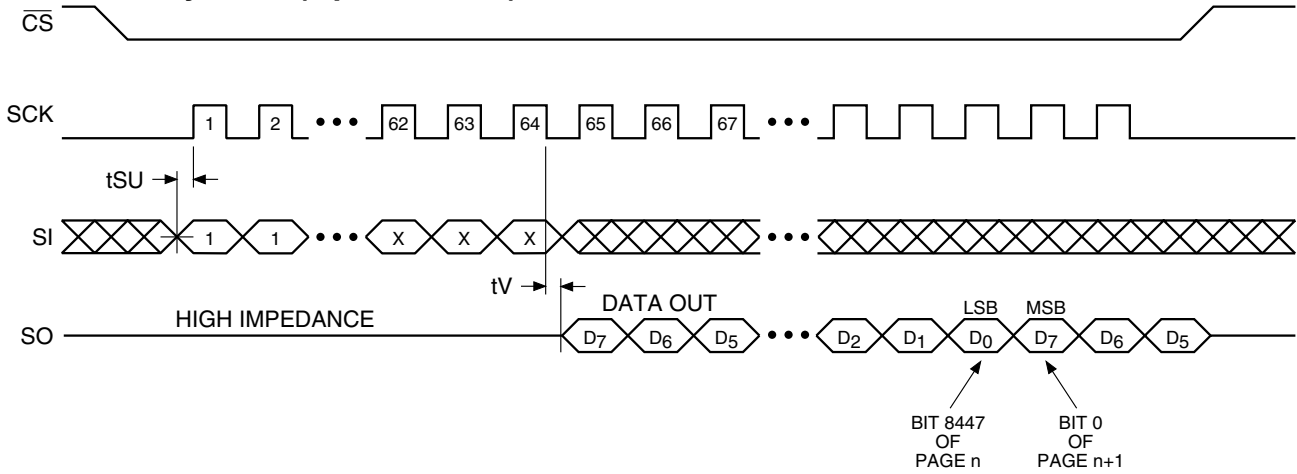 CS
SCK 1 2 ••• 62 63 64 65 66 67 •••
tSU
SI 1 1 ••• X X X •••
tV
DATA OUT
LSB MSB
SO HIGH IMPEDANCE D7 D6 D5 ••• D2 D1 D0 D7 D6 D5
BIT 8447 OF PAGE n
BIT 0 OF PAGE n+1